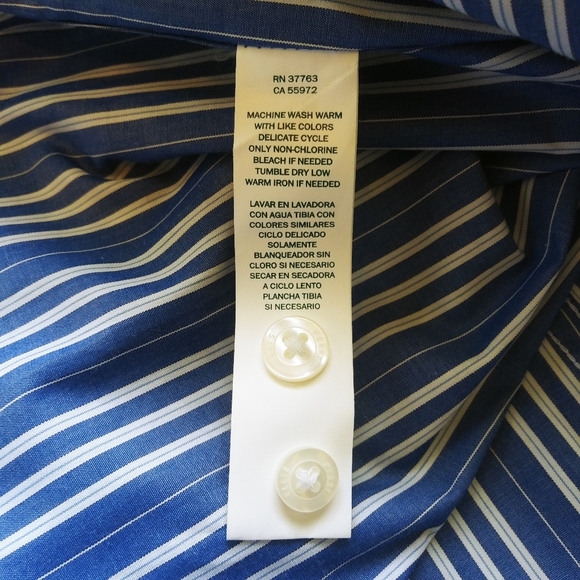 RN 37763
CA 55972
MACHINE WASH WARM
WITH LIKE COLORS
DELICATE CYCLE
ONLY NON-CHLORINE
BLEACH IF NEEDED
TUMBLE DRY LOW
WARM IRON IF NEEDED
LAVAR EN LAVADORA
CON AGUA TIBIA CON
COLORES SIMILARES
CICLO DELICADO
SOLAMENTE
BLANQUEADOR SIN
CLORO SI NECESARIO
SECAR EN SECADORA
A CICLO LENTO
PLANCHA TIBIA
SI NECESARIO